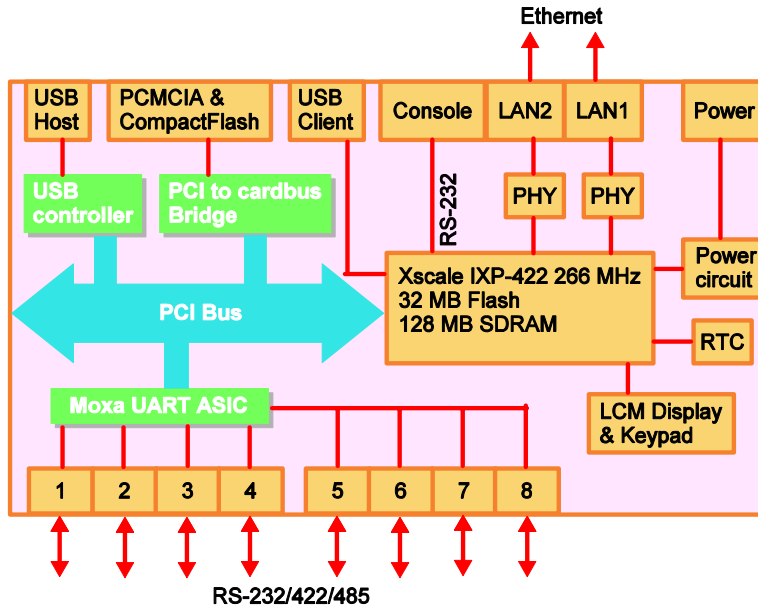 Ethernet
USB
Host
PCMCIA &
CompactFlash
USB
Client
Console
LAN2
LAN1
Power
USB
controller
PCI to cardbus
Bridge
RS-232
PHY
PHY
Power
circuit
Xscale IXP-422 266 MHz
32 MB Flash
128 MB SDRAM
PCI Bus
RTC
Moxa UART ASIC
LCM Display
& Keypad
1
2
3
4
5
6
7
8
RS-232/422/485